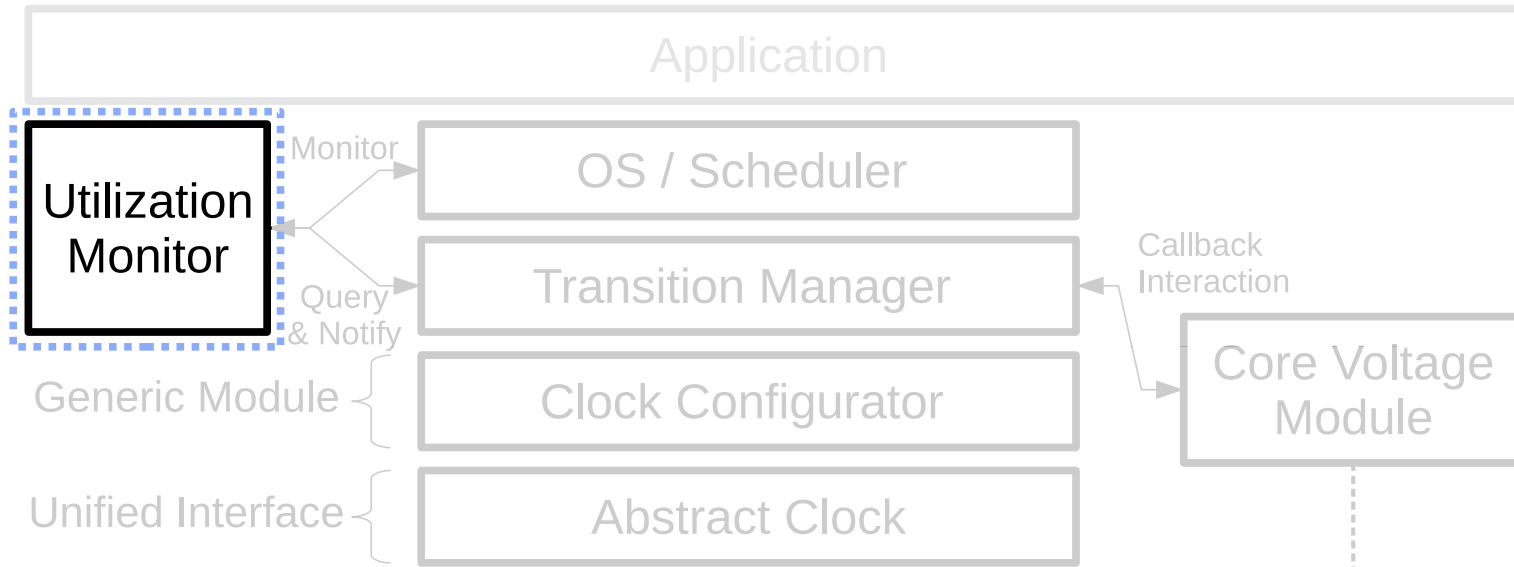 Application
Utilization
Monitor
Monitor
OS / Scheduler
Query
& Notify
Transition Manager
Callback
Interaction
Core Voltage
Module
Generic Module
Clock Configurator
Unified Interface
Abstract Clock